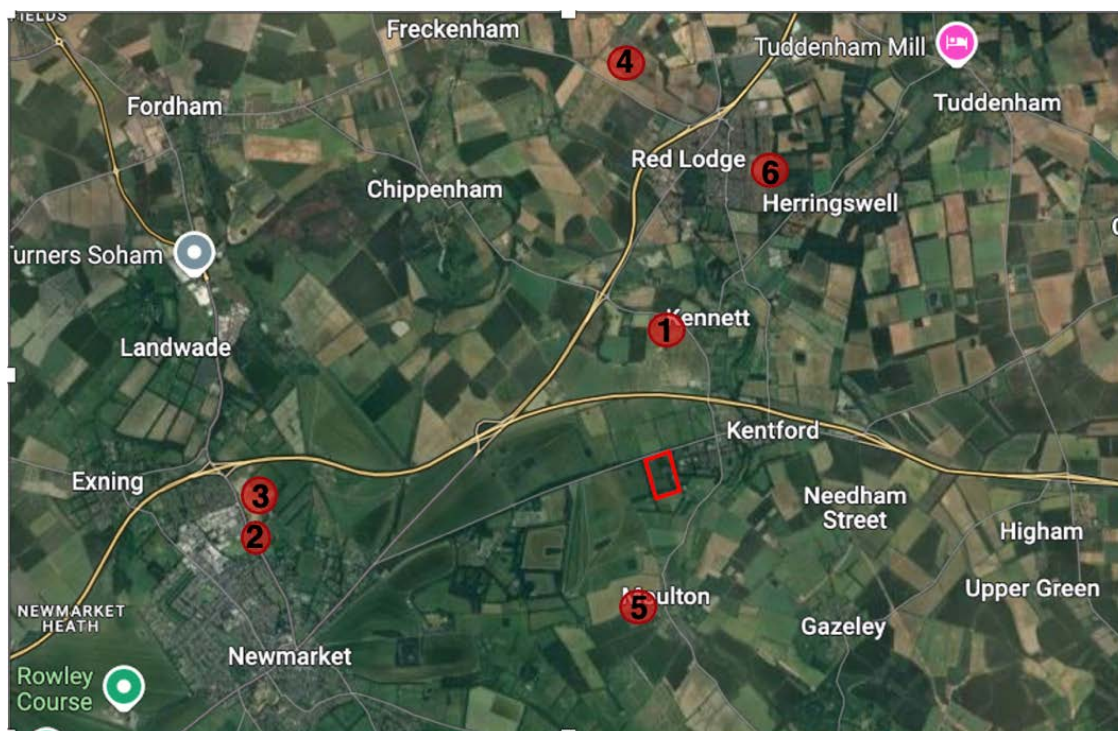 FIELDS
Freckenham
4
Tuddenham Mill
Fordham
Tuddenham
Red Lodge
6
Chippenham
Herringswell
Turners Soham
1
Kennett
Landwade
Kentford
Exning
3
Needham
Street
2
Higham
NEWMARKET
HEATH
5
Moulton
Upper Green
Gazeley
Newmarket
Rowley
Course